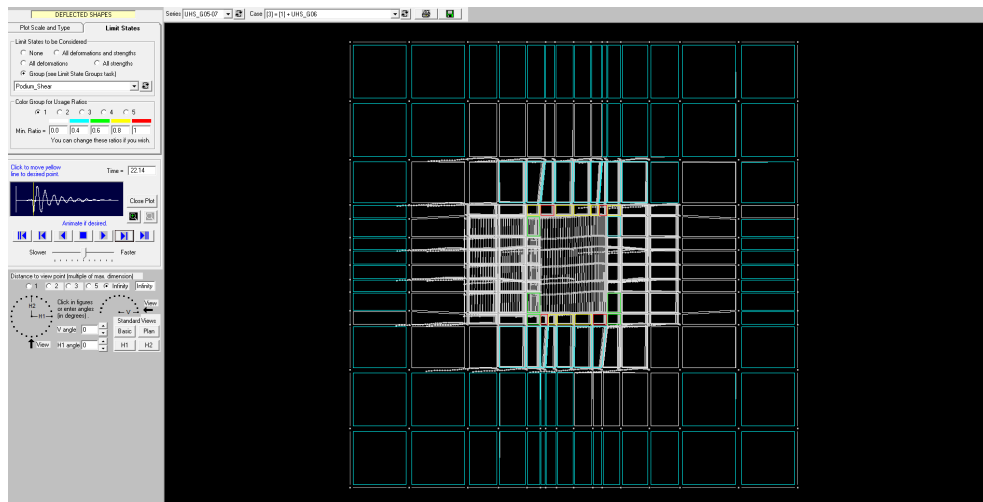 DEFLECTED SHAPES
Series UHS_G05-07 Case [3] = [1] + UHS_G06
Plot Scale and Type Limit States
Limit States to be Considered
None All deformations and strengths
All deformations All strengths
Group (see Limit State Groups task)
Podium_Shear
Color Group for Usage Ratios
1 2 3 4 5
Min. Ratio = 0.0 0.4 0.6 0.8 1
You can change these ratios if you wish.
Click to move yellow
line to desired point.
Time = 22.14
Close Plot
Animate if desired.
Slower Faster
Distance to view point (multiple of max. dimension)
1 2 3 5 Infinity Infinity
H2
H1
Click in figures
or enter angles
(in degrees)
V
View
V angle 0
Standard Views
Basic Plan
View
H1 angle 0
H1 H2